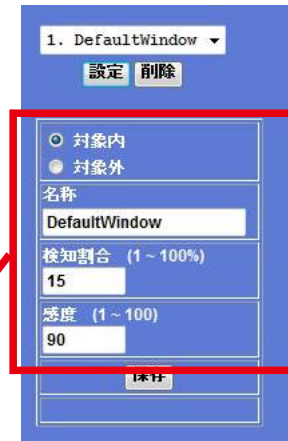 1. DefaultWindow
設定 削除
対象内
対象外
名称
DefaultWindow
検知割合 (1 ~ 100%)
15
感度 (1 ~ 100)
90
保存